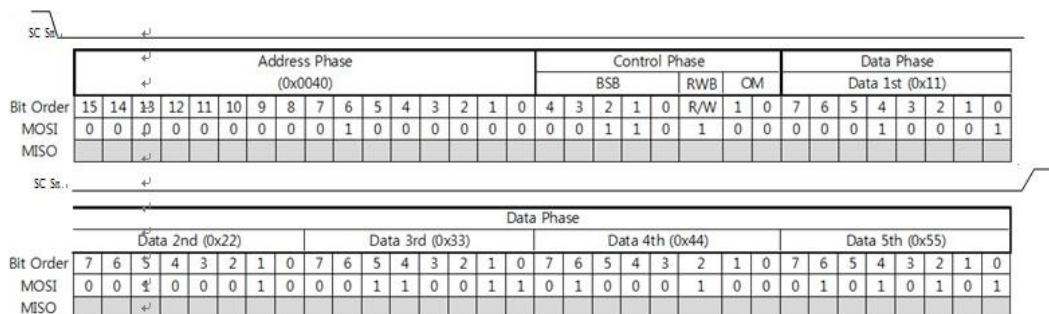 SC Sn
Address Phase Control Phase Data Phase
(0x0040) BSB RWB OM Data 1st (0x11)
Bit Order 15 14 13 12 11 10 9 8 7 6 5 4 3 2 1 0 4 3 2 1 0 R/W 1 0 7 6 5 4 3 2 1 0
MOSI 0 0 0 0 0 0 0 0 0 1 0 0 0 0 0 0 0 0 1 1 0 1 0 0 0 0 0 1 0 0 0 1
MISO
SC Sn
Data Phase
Data 2nd (0x22) Data 3rd (0x33) Data 4th (0x44) Data 5th (0x55)
Bit Order 7 6 5 4 3 2 1 0 7 6 5 4 3 2 1 0 7 6 5 4 3 2 1 0 7 6 5 4 3 2 1 0
MOSI 0 0 1 0 0 0 1 0 0 0 1 1 0 0 1 1 0 1 0 0 0 1 0 0 0 1 0 1 0 1 0 1
MISO